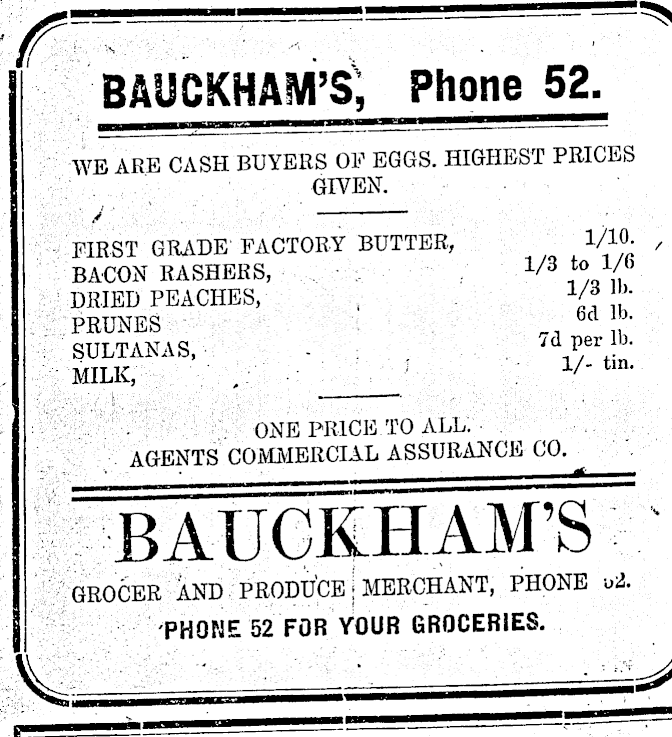 BAUCKHAM'S, Phone 52.
WE ARE CASH BUYERS OF EGGS. HIGHEST PRICES
GIVEN.
FIRST GRADE FACTORY BUTTER, 1/10.
BACON RASHERS, 1/3 to 1/6
DRIED PEACHES, 1/3 lb.
PRUNES 6d lb.
SULTANAS, 7d per lb.
MILK, 1/- tin.
ONE PRICE TO ALL.
AGENTS COMMERCIAL ASSURANCE CO.
BAUCKHAM'S
GROCER AND PRODUCE MERCHANT, PHONE 52.
PHONE 52 FOR YOUR GROCERIES.